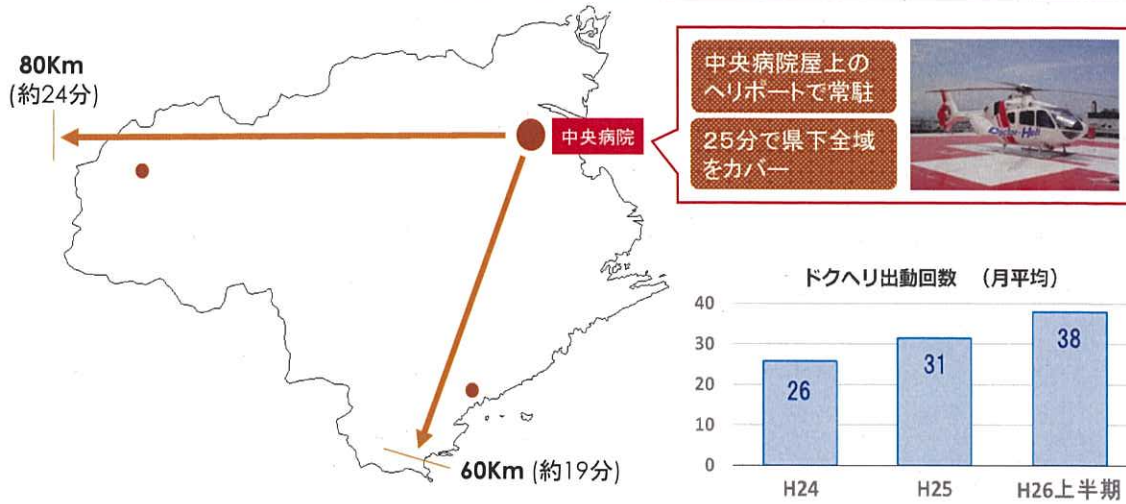 80Km
(約24分)
中央病院
中央病院屋上の
ヘリポートで常駐
25分で県下全域
をカバー
Doctor-Heli
60Km (約19分)
ドクヘリ出動回数 (月平均)
40
30
20
10
0
26
31
38
H24
H25
H26上半期